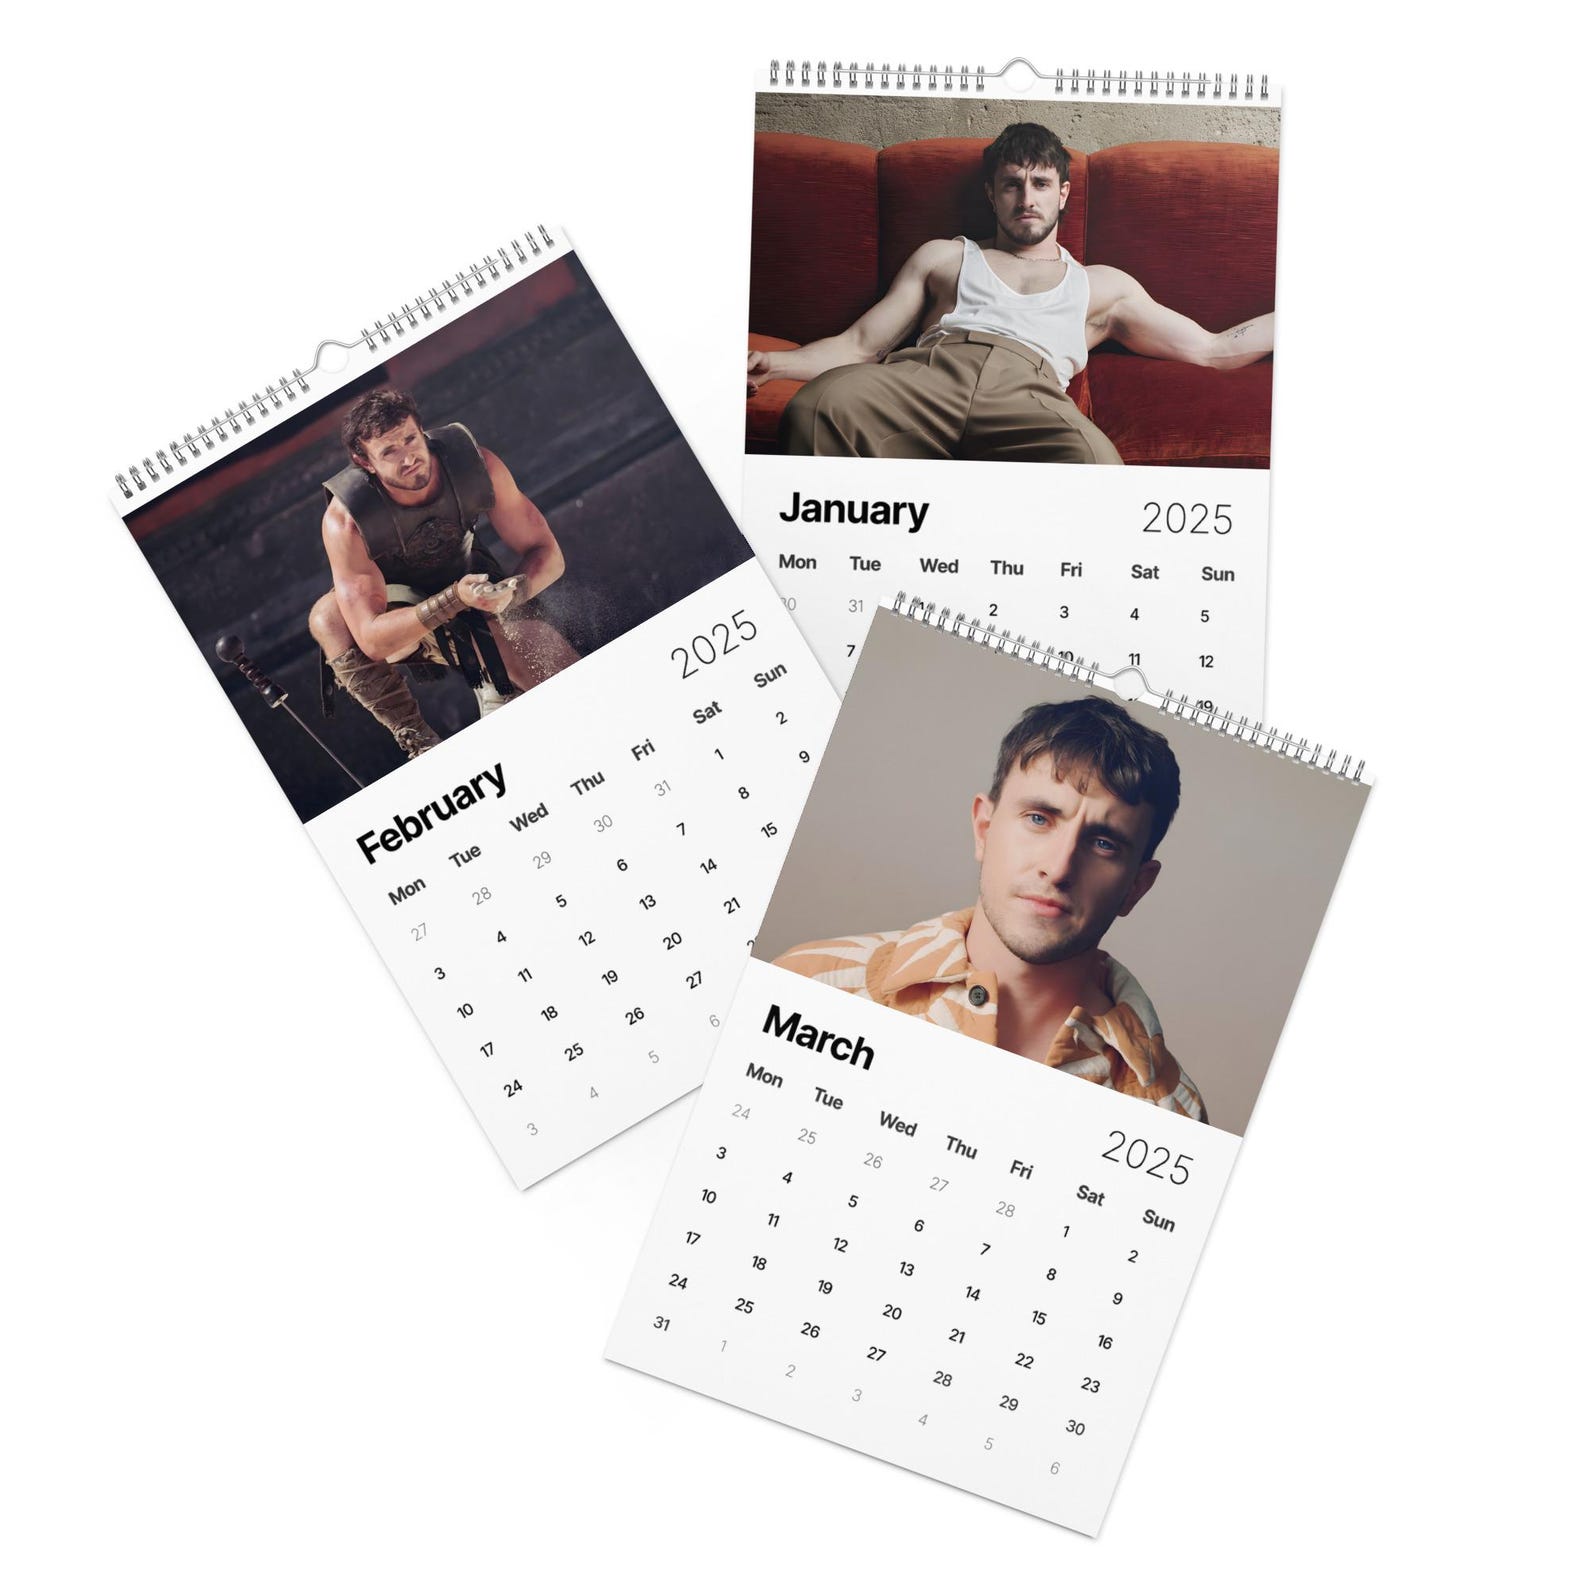 January 2025
Mon Tue Wed Thu Fri Sat Sun
30 31 1 2 3 4 5
7 10 11 12
19
February 2025
Mon Tue Wed Thu Fri Sat Sun
27 28 29 30 31 1 2
3 4 5 6 7 8 9
10 11 12 13 14 15
17 18 19 20 21
24 25 26 27
3 4 5 6
March 2025
Mon Tue Wed Thu Fri Sat Sun
24 25 26 27 28 1 2
3 4 5 6 7 8 9
10 11 12 13 14 15 16
17 18 19 20 21 22 23
24 25 26 27 28 29 30
31 1 2 3 4 5 6